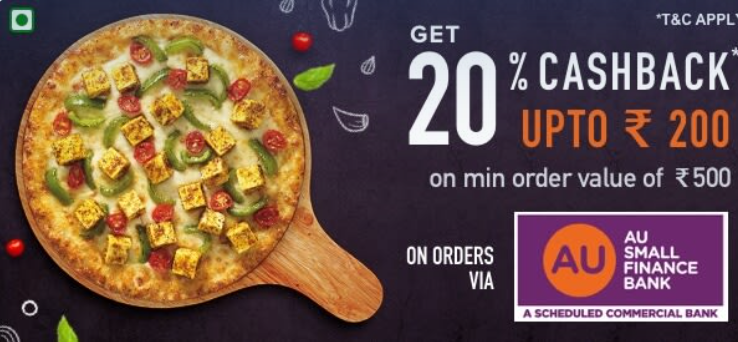 *T&C APPLY
GET
20% CASHBACK*
UPTO ₹ 200
on min order value of ₹500
ON ORDERS
VIA
AU
AU
SMALL
FINANCE
BANK
A SCHEDULED COMMERCIAL BANK